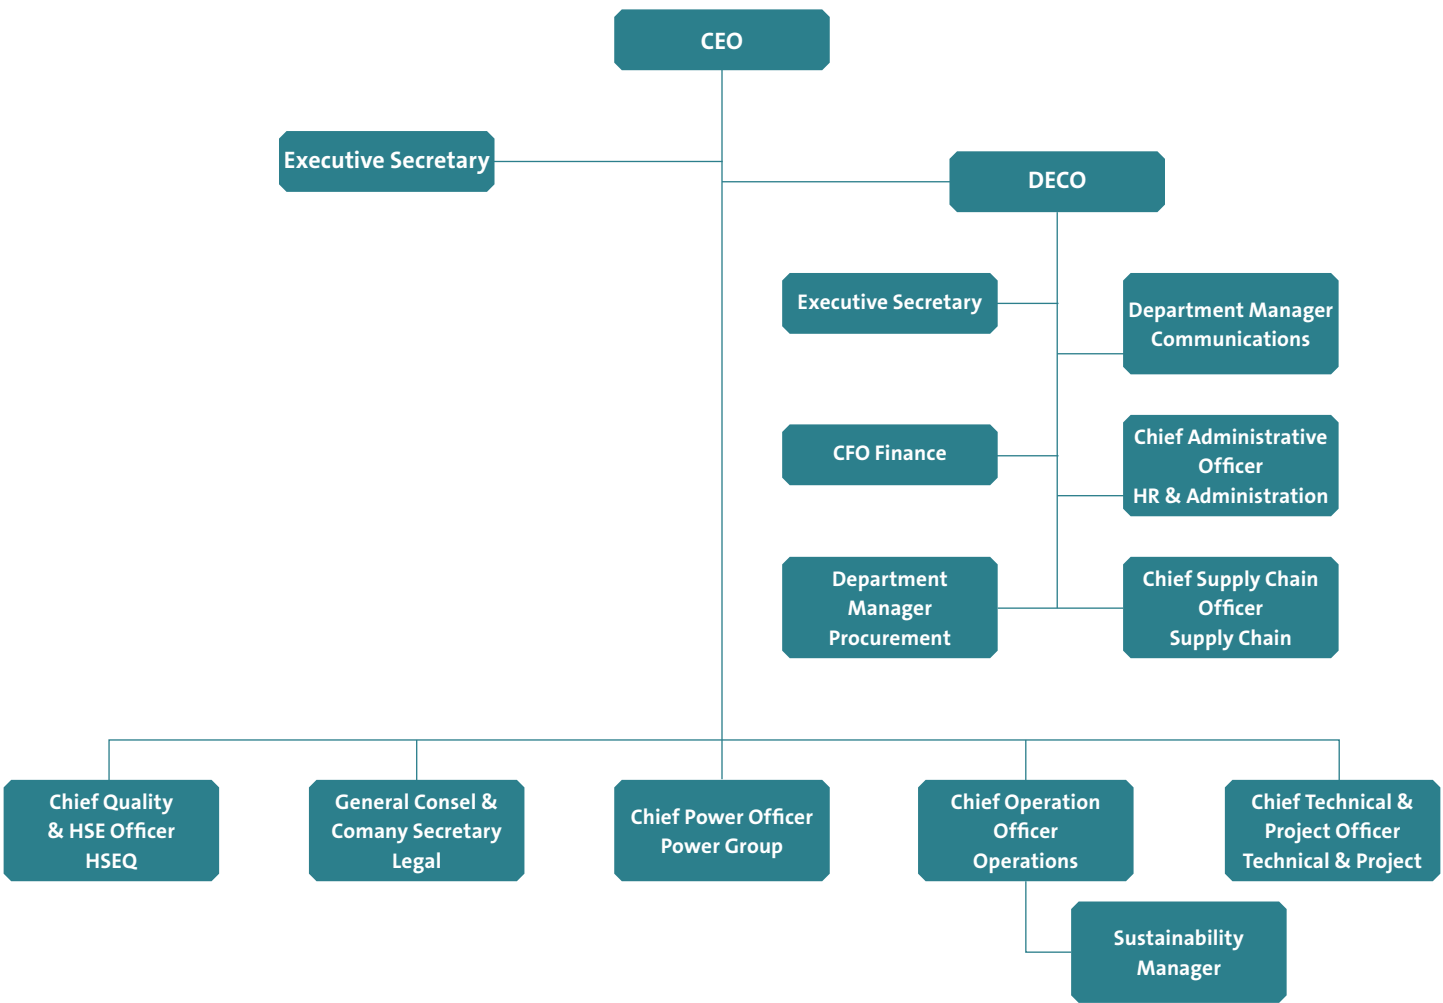 CEO
Executive Secretary
DECO
Executive Secretary
Department Manager
Communications
CFO Finance
Chief Administrative
Officer
HR & Administration
Department
Manager
Procurement
Chief Supply Chain
Officer
Supply Chain
Chief Quality
& HSE Officer
HSEQ
General Consel &
Comany Secretary
Legal
Chief Power Officer
Power Group
Chief Operation
Officer
Operations
Chief Technical &
Project Officer
Technical & Project
Sustainability
Manager